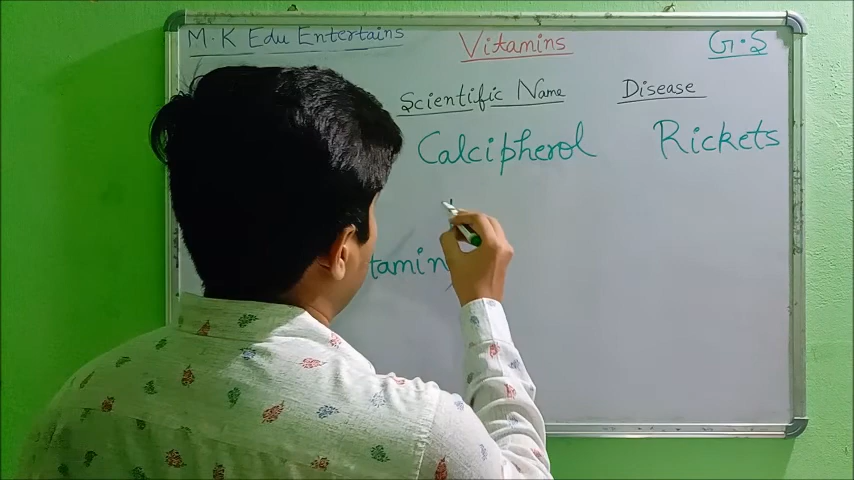 M.K Edu Entertains Vitamins G.S
Scientific Name Disease
Calcipherol Rickets
tamin